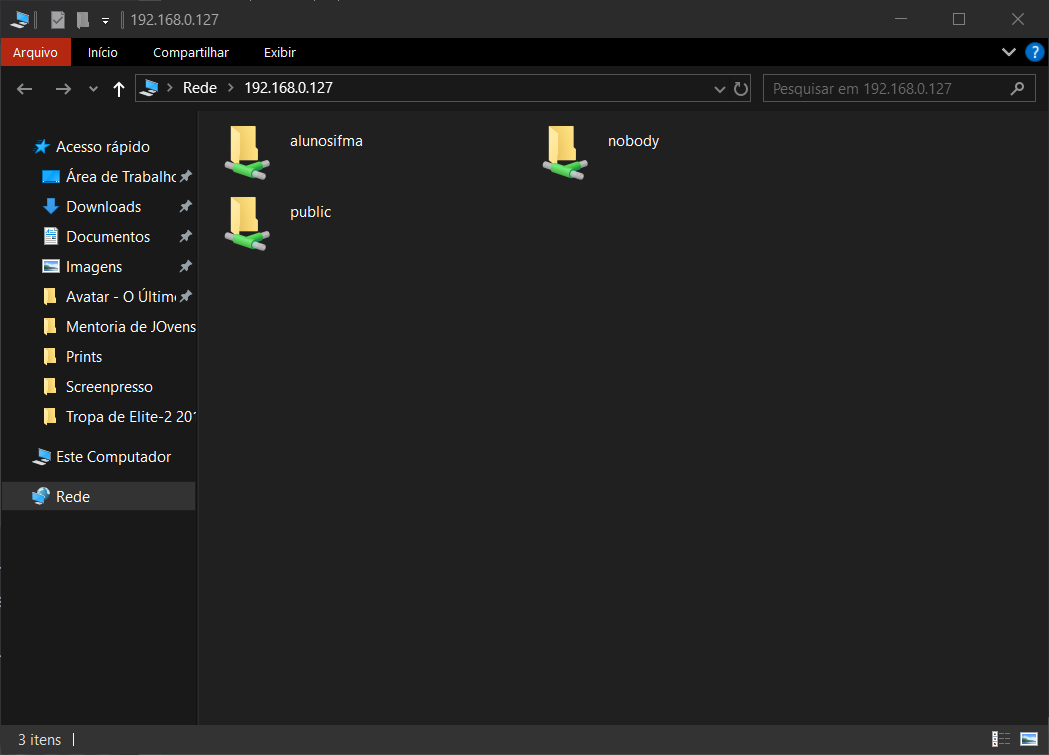 192.168.0.127
Arquivo Início Compartilhar Exibir ?
Rede 192.168.0.127 Pesquisar em 192.168.0.127
Acesso rápido
Área de Trabalho
Downloads
Documentos
Imagens
Avatar - O Últim
Mentoria de JOvens
Prints
Screenpresso
Tropa de Elite-2 20
Este Computador
Rede
alunosifma nobody
public
3 itens